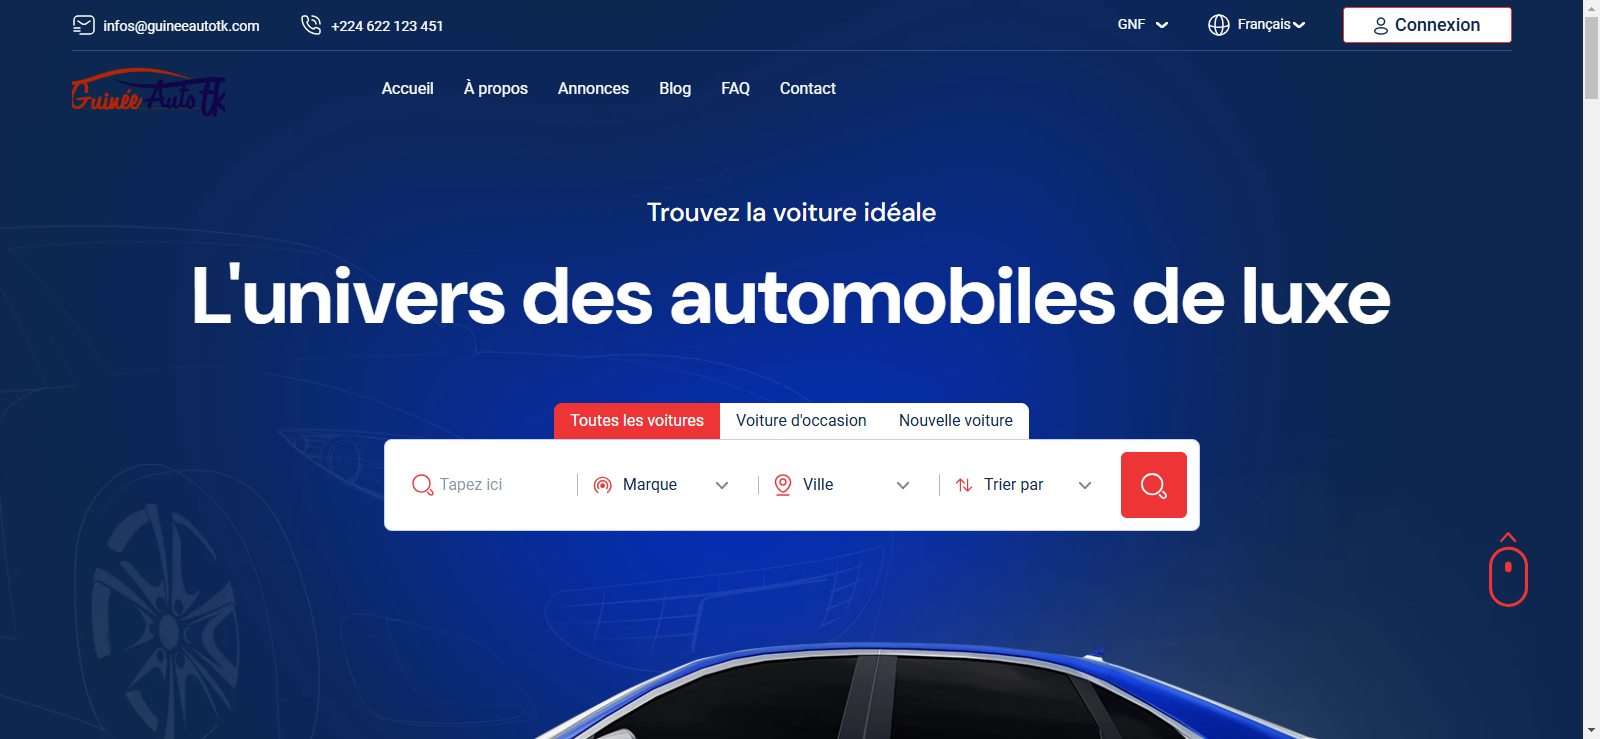 infos@guineeautotk.com
+224 622 123 451
GNF
Français
Connexion
Guinée Auto tk
Accueil
À propos
Annonces
Blog
FAQ
Contact
Trouvez la voiture idéale
L'univers des automobiles de luxe
Toutes les voitures
Voiture d'occasion
Nouvelle voiture
Tapez ici
Marque
Ville
Trier par